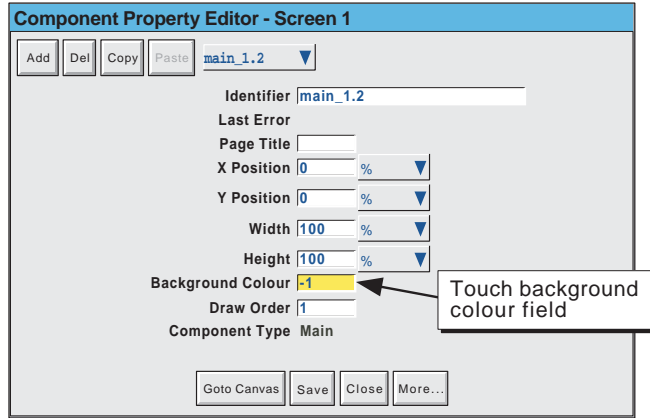 Component Property Editor - Screen 1
Add Del Copy Paste main_1.2
Identifier main_1.2
Last Error
Page Title
X Position 0 %
Y Position 0 %
Width 100 %
Height 100 %
Background Colour -1
Touch background
colour field
Draw Order 1
Component Type Main
Goto Canvas Save Close More...